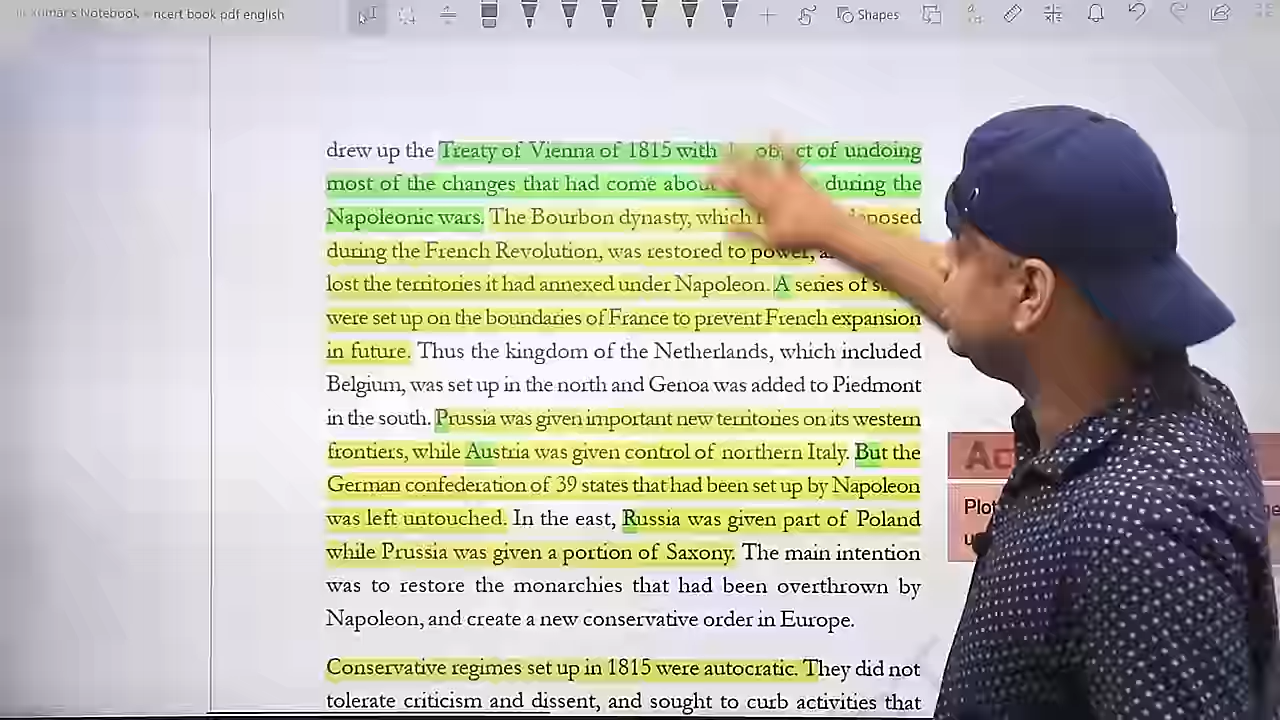 Kumar's Notebook - ncert book pdf english
Shapes
drew up the Treaty of Vienna of 1815 with object of undoing
most of the changes that had come about during the
Napoleonic wars. The Bourbon dynasty, which deposed
during the French Revolution, was restored to power,
lost the territories it had annexed under Napoleon. A series of
were set up on the boundaries of France to prevent French expansion
in future. Thus the kingdom of the Netherlands, which included
Belgium, was set up in the north and Genoa was added to Piedmont
in the south. Prussia was given important new territories on its western
frontiers, while Austria was given control of northern Italy. But the
German confederation of 39 states that had been set up by Napoleon
was left untouched. In the east, Russia was given part of Poland
while Prussia was given a portion of Saxony. The main intention
was to restore the monarchies that had been overthrown by
Napoleon, and create a new conservative order in Europe.
Conservative regimes set up in 1815 were autocratic. They did not
tolerate criticism and dissent, and sought to curb activities that
Plot